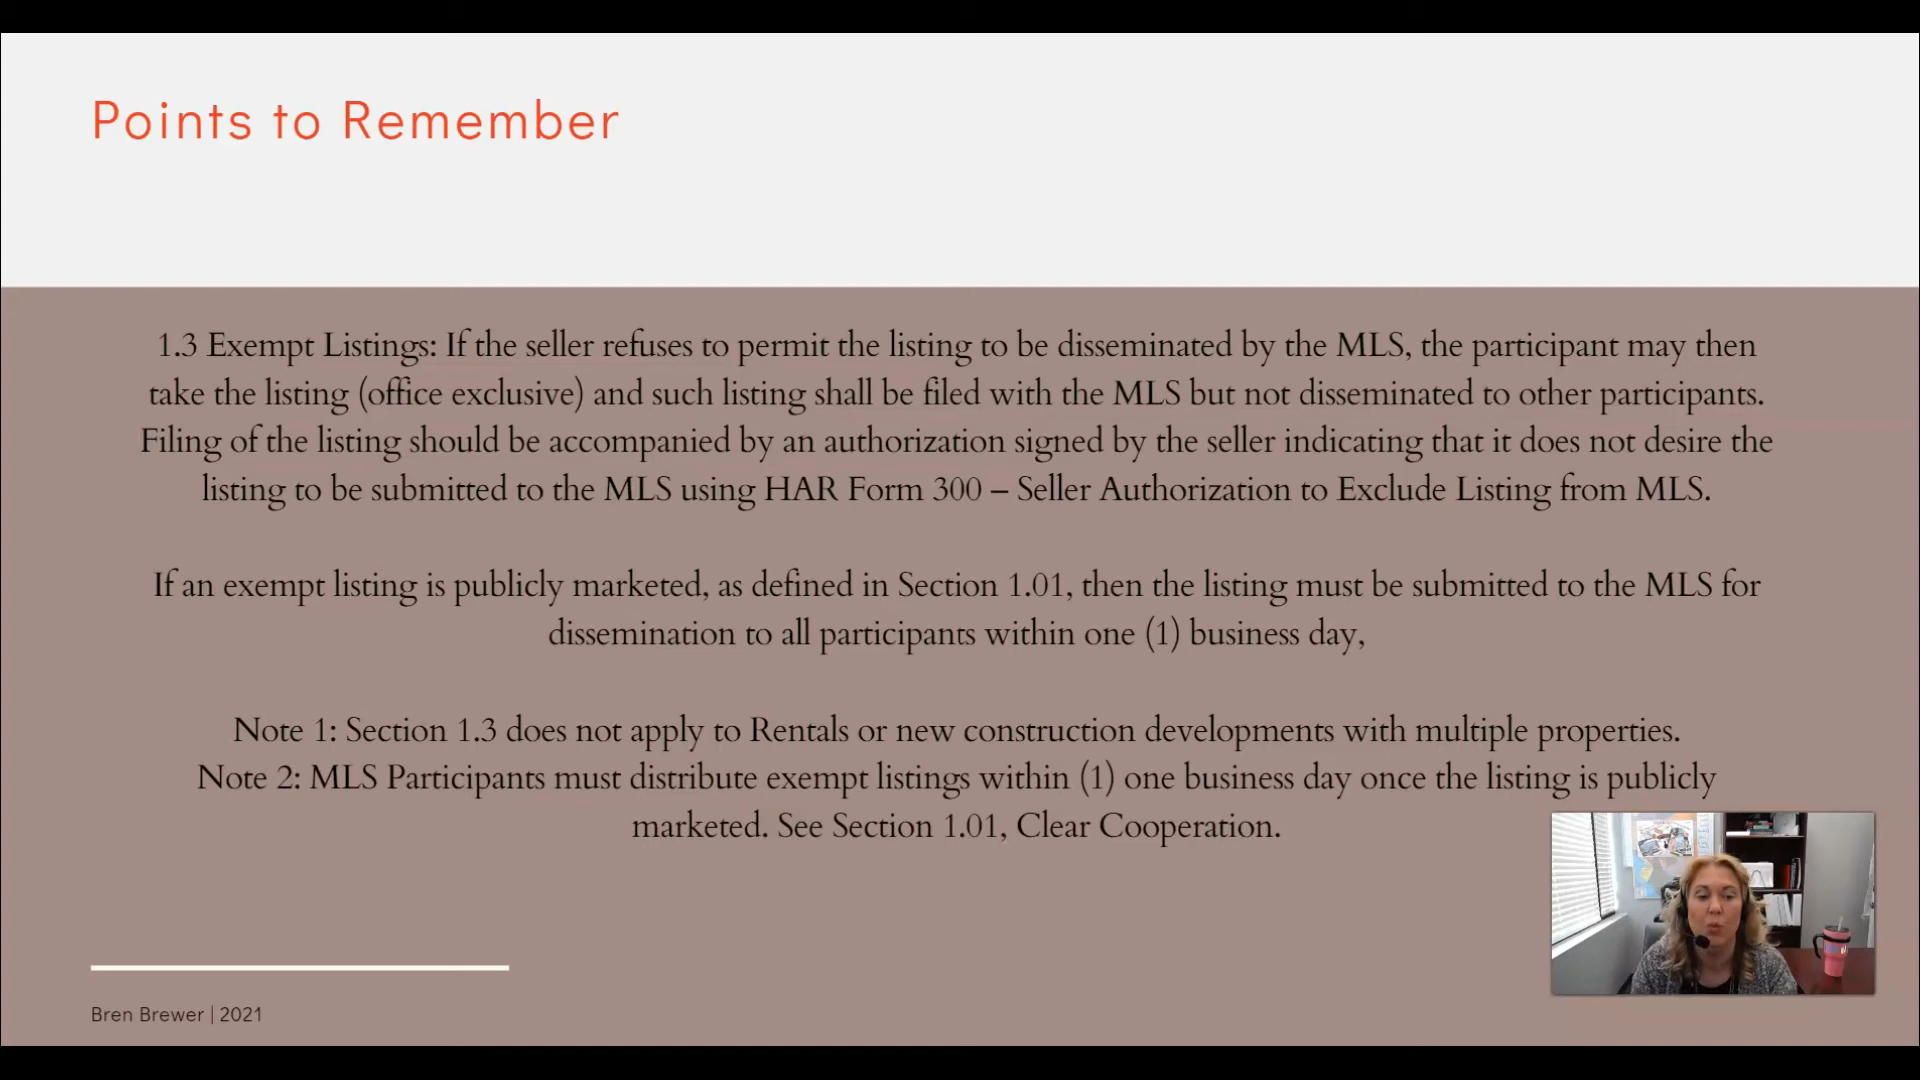 Points to Remember
1.3 Exempt Listings: If the seller refuses to permit the listing to be disseminated by the MLS, the participant may then
take the listing (office exclusive) and such listing shall be filed with the MLS but not disseminated to other participants.
Filing of the listing should be accompanied by an authorization signed by the seller indicating that it does not desire the
listing to be submitted to the MLS using HAR Form 300 – Seller Authorization to Exclude Listing from MLS.
If an exempt listing is publicly marketed, as defined in Section 1.01, then the listing must be submitted to the MLS for
dissemination to all participants within one (1) business day,
Note 1: Section 1.3 does not apply to Rentals or new construction developments with multiple properties.
Note 2: MLS Participants must distribute exempt listings within (1) one business day once the listing is publicly
marketed. See Section 1.01, Clear Cooperation.
Bren Brewer | 2021